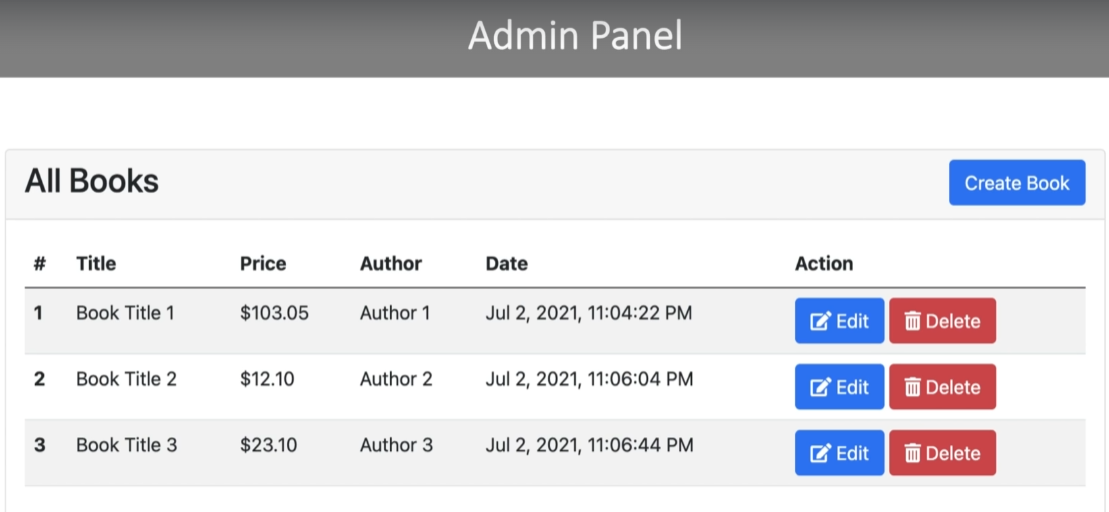 Admin Panel
All Books Create Book
# Title Price Author Date Action
1 Book Title 1 $103.05 Author 1 Jul 2, 2021, 11:04:22 PM Edit Delete
2 Book Title 2 $12.10 Author 2 Jul 2, 2021, 11:06:04 PM Edit Delete
3 Book Title 3 $23.10 Author 3 Jul 2, 2021, 11:06:44 PM Edit Delete